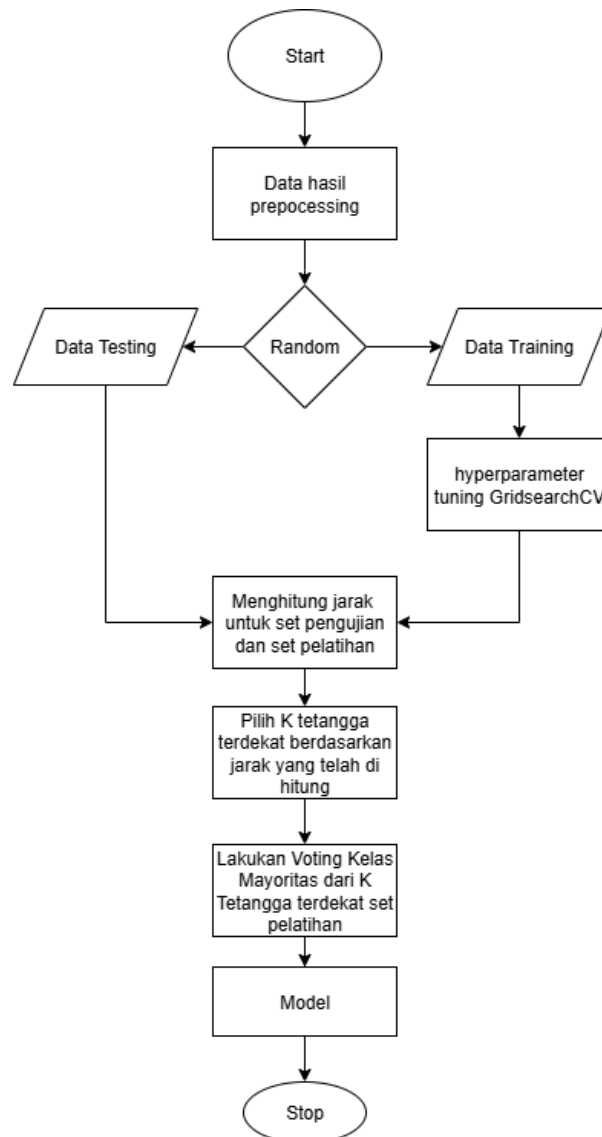 Start
Data hasil
prepocessing
Data Testing
Random
Data Training
hyperparameter
tuning GridsearchCV
Menghitung jarak
untuk set pengujian
dan set pelatihan
Pilih K tetangga
terdekat berdasarkan
jarak yang telah di
hitung
Lakukan Voting Kelas
Mayoritas dari K
Tetangga terdekat set
pelatihan
Model
Stop